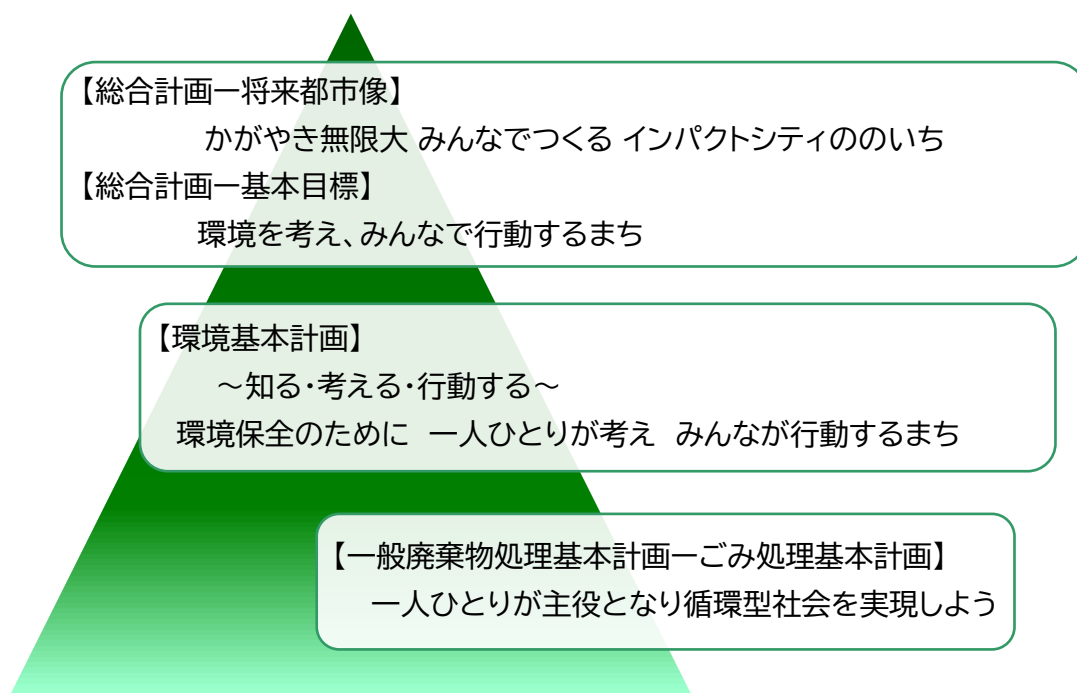 【総合計画ー将来都市像】
かがやき無限大 みんなでつくる インパクトシティののいち
【総合計画ー基本目標】
環境を考え、みんなで行動するまち
【環境基本計画】
～知る・考える・行動する～
環境保全のために 一人ひとりが考え みんなが行動するまち
【一般廃棄物処理基本計画ーごみ処理基本計画】
一人ひとりが主役となり循環型社会を実現しよう